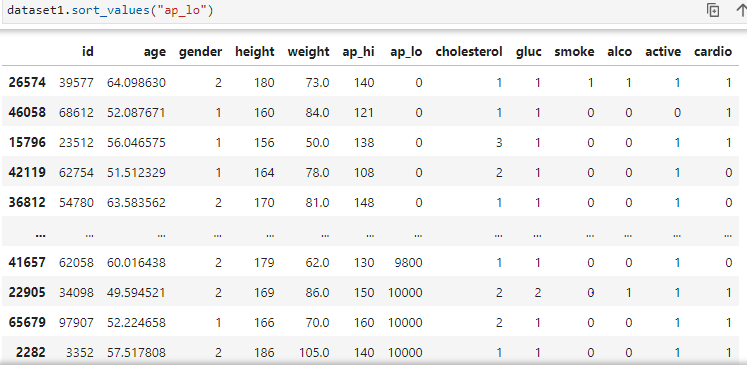 dataset1.sort_values("ap_lo")
id age gender height weight ap_hi ap_lo cholesterol gluc smoke alco active cardio
26574 39577 64.098630 2 180 73.0 140 0 1 1 1 1 1 1
46058 68612 52.087671 1 160 84.0 121 0 1 1 0 0 0 1
15796 23512 56.046575 1 156 50.0 138 0 3 1 0 0 1 1
42119 62754 51.512329 1 164 78.0 108 0 2 1 0 0 1 0
36812 54780 63.583562 2 170 81.0 148 0 1 1 0 0 1 0
... ... ... ... ... ... ... ... ... ... ... ... ... ...
41657 62058 60.016438 2 179 62.0 130 9800 1 1 0 0 1 0
22905 34098 49.594521 2 169 86.0 150 10000 2 2 0 1 1 1
65679 97907 52.224658 1 166 70.0 160 10000 2 1 0 0 1 1
2282 3352 57.517808 2 186 105.0 140 10000 1 1 0 0 1 1